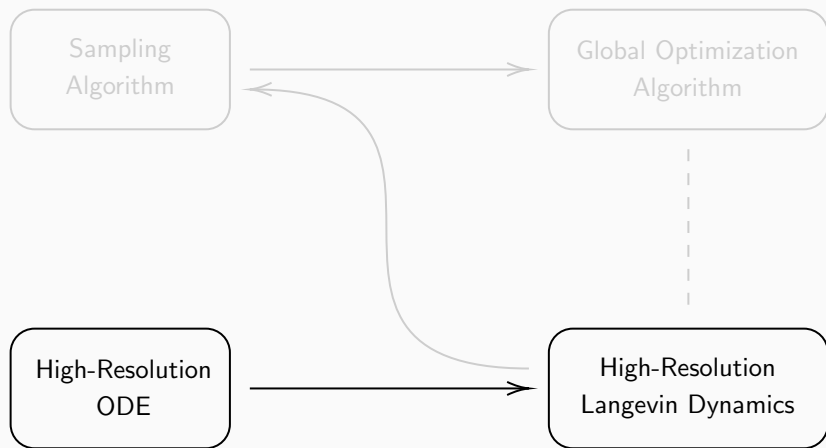 Sampling
Algorithm
Global Optimization
Algorithm
High-Resolution
ODE
High-Resolution
Langevin Dynamics